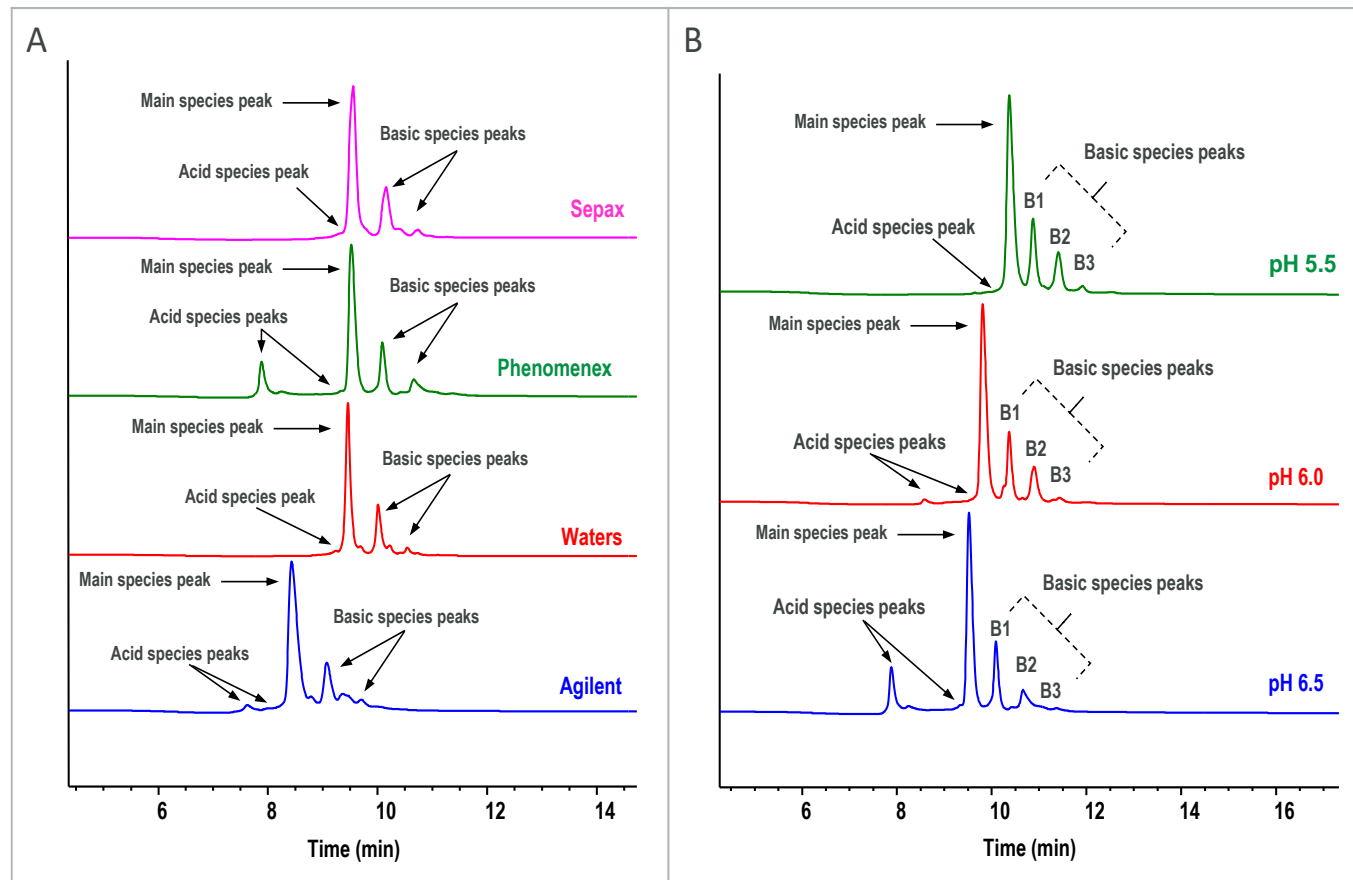 A
Main species peak
Basic species peaks
Acid species peak
Sepax
Main species peak
Basic species peaks
Acid species peaks
Phenomenex
Main species peak
Basic species peaks
Acid species peak
Waters
Main species peak
Basic species peaks
Acid species peaks
Agilent
6
8
10
12
14
Time (min)
B
Main species peak
Basic species peaks
B1
Acid species peak
B2
B3
pH 5.5
Main species peak
Basic species peaks
B1
Acid species peaks
B2
B3
pH 6.0
Main species peak
Basic species peaks
Acid species peaks
B1
B2
B3
pH 6.5
6
8
10
12
14
16
Time (min)